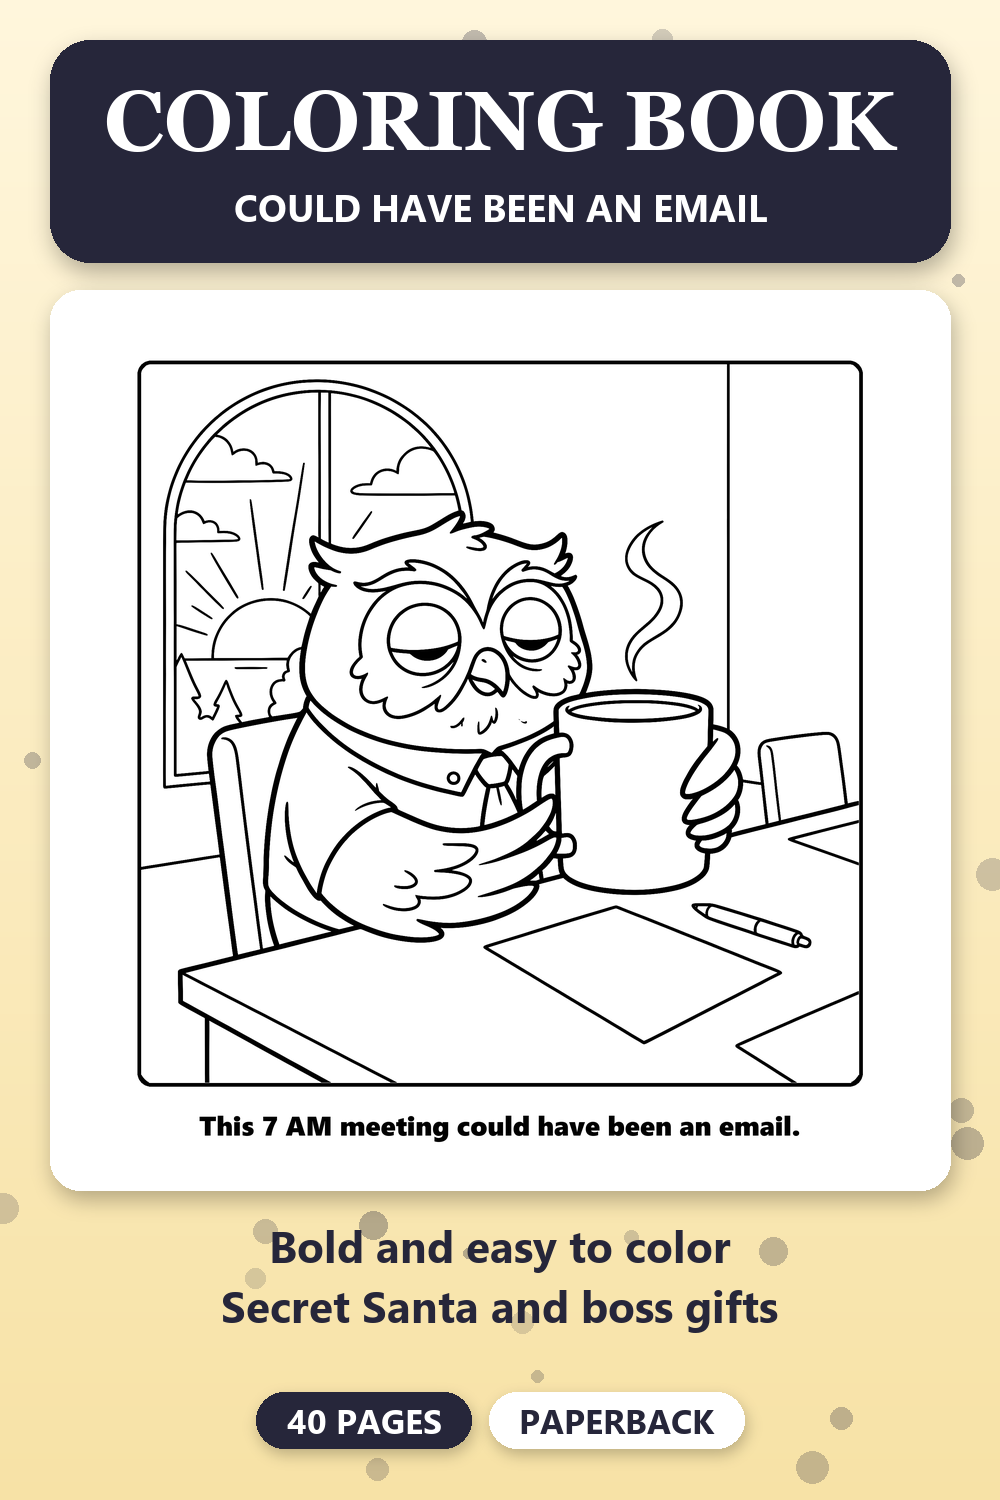 COLORING BOOK
COULD HAVE BEEN AN EMAIL
This 7 AM meeting could have been an email.
Bold and easy to color
Secret Santa and boss gifts
40 PAGES
PAPERBACK